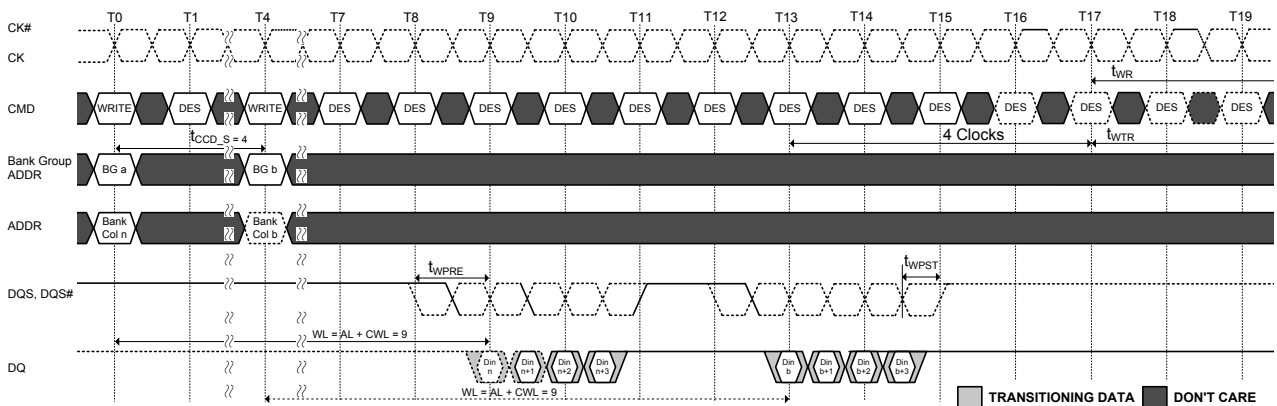 T0 T1 T4 T7 T8 T9 T10 T11 T12 T13 T14 T15 T16 T17 T18 T19
CK#
CK
tWR
CMD
WRITE DES WRITE DES DES DES DES DES DES DES DES DES DES DES DES DES
tCCD_S = 4
4 Clocks
tWTR
Bank Group
ADDR
BG a BG b
ADDR
Bank
Col n
Bank
Col b
tWPRE
tWPST
DQS, DQS#
WL = AL + CWL = 9
DQ
Din
n
Din
n+1
Din
n+2
Din
n+3
Din
b
Din
b+1
Din
b+2
Din
b+3
WL = AL + CWL = 9
TRANSITIONING DATA
DON'T CARE